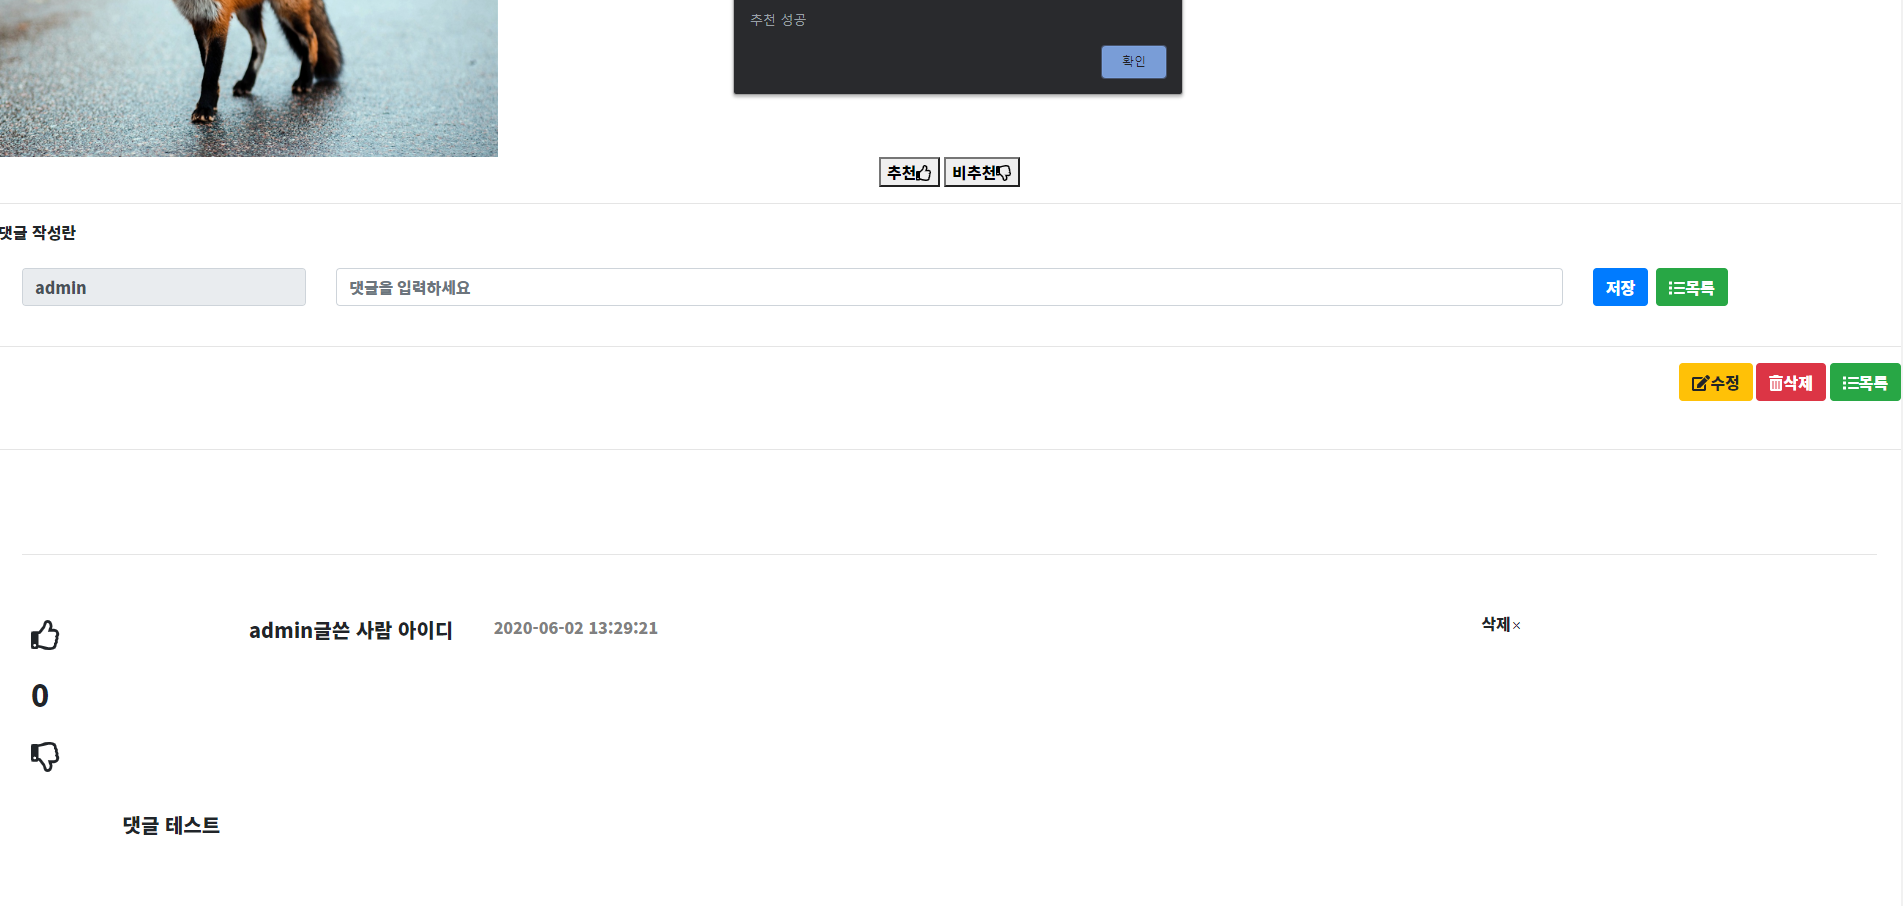 추천 성공
확인
추천 비추천
댓글 작성란
admin 댓글을 입력하세요 저장 목록
수정 삭제 목록
admin글쓴 사람 아이디 2020-06-02 13:29:21 삭제×
0
댓글 테스트